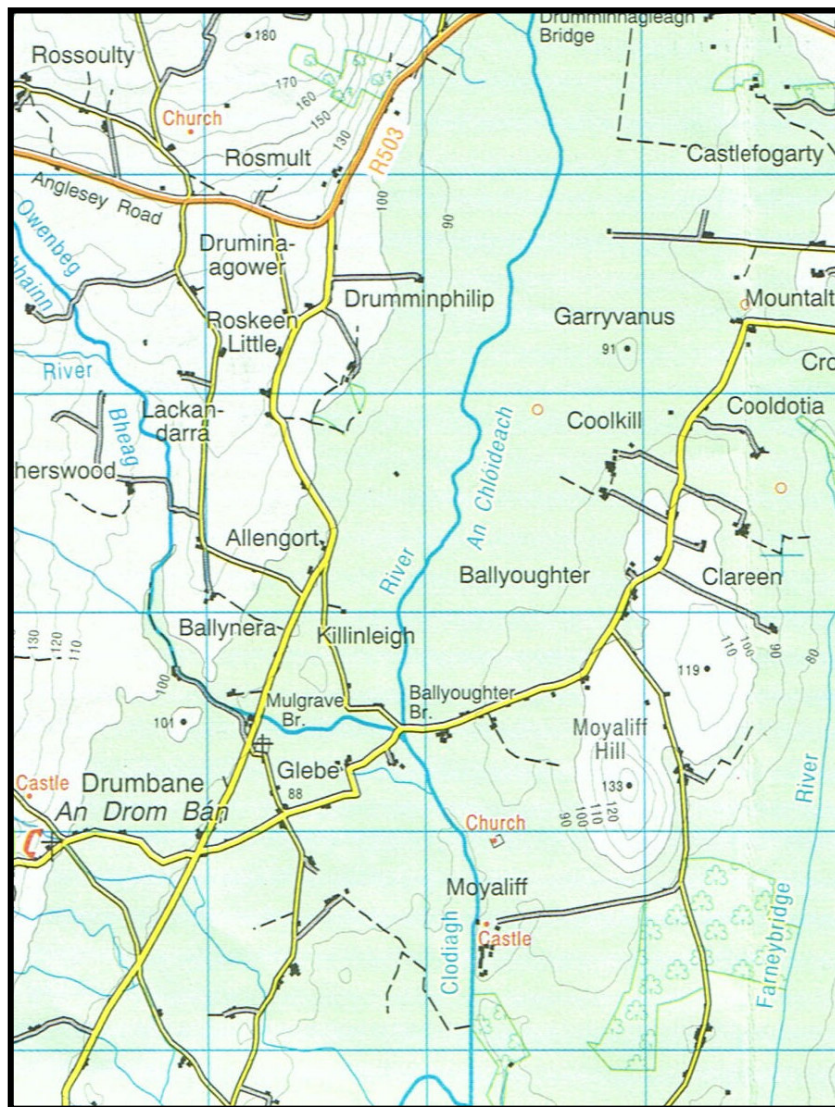 Drumminnagleagh
Bridge
180
Rossoulty
170
160
150
130
Church
R503
Rosmult
Castlefogarty
Anglesey Road
100
90
Owenbeg
bhainn
Drumina-
agower
Drumminphilip
Mountalt
Garryvanus
Roskeen
Little
91
River
Cro
Lackan-
darra
Cooldotia
Coolkill
Bheag
An Chlóideach
herswood
Allengort
River
Ballyoughter
Clareen
Ballynera
Killinleigh
130
120
110
110
100
90
80
119
100
Mulgrave
Br.
Ballyoughter
Br.
101
Moyaliff
Hill
Glebe
88
133
River
Castle
Drumbane
An Drom Bán
90
100
110
120
Church
Moyaliff
Castle
Clodiagh
Farneybridge